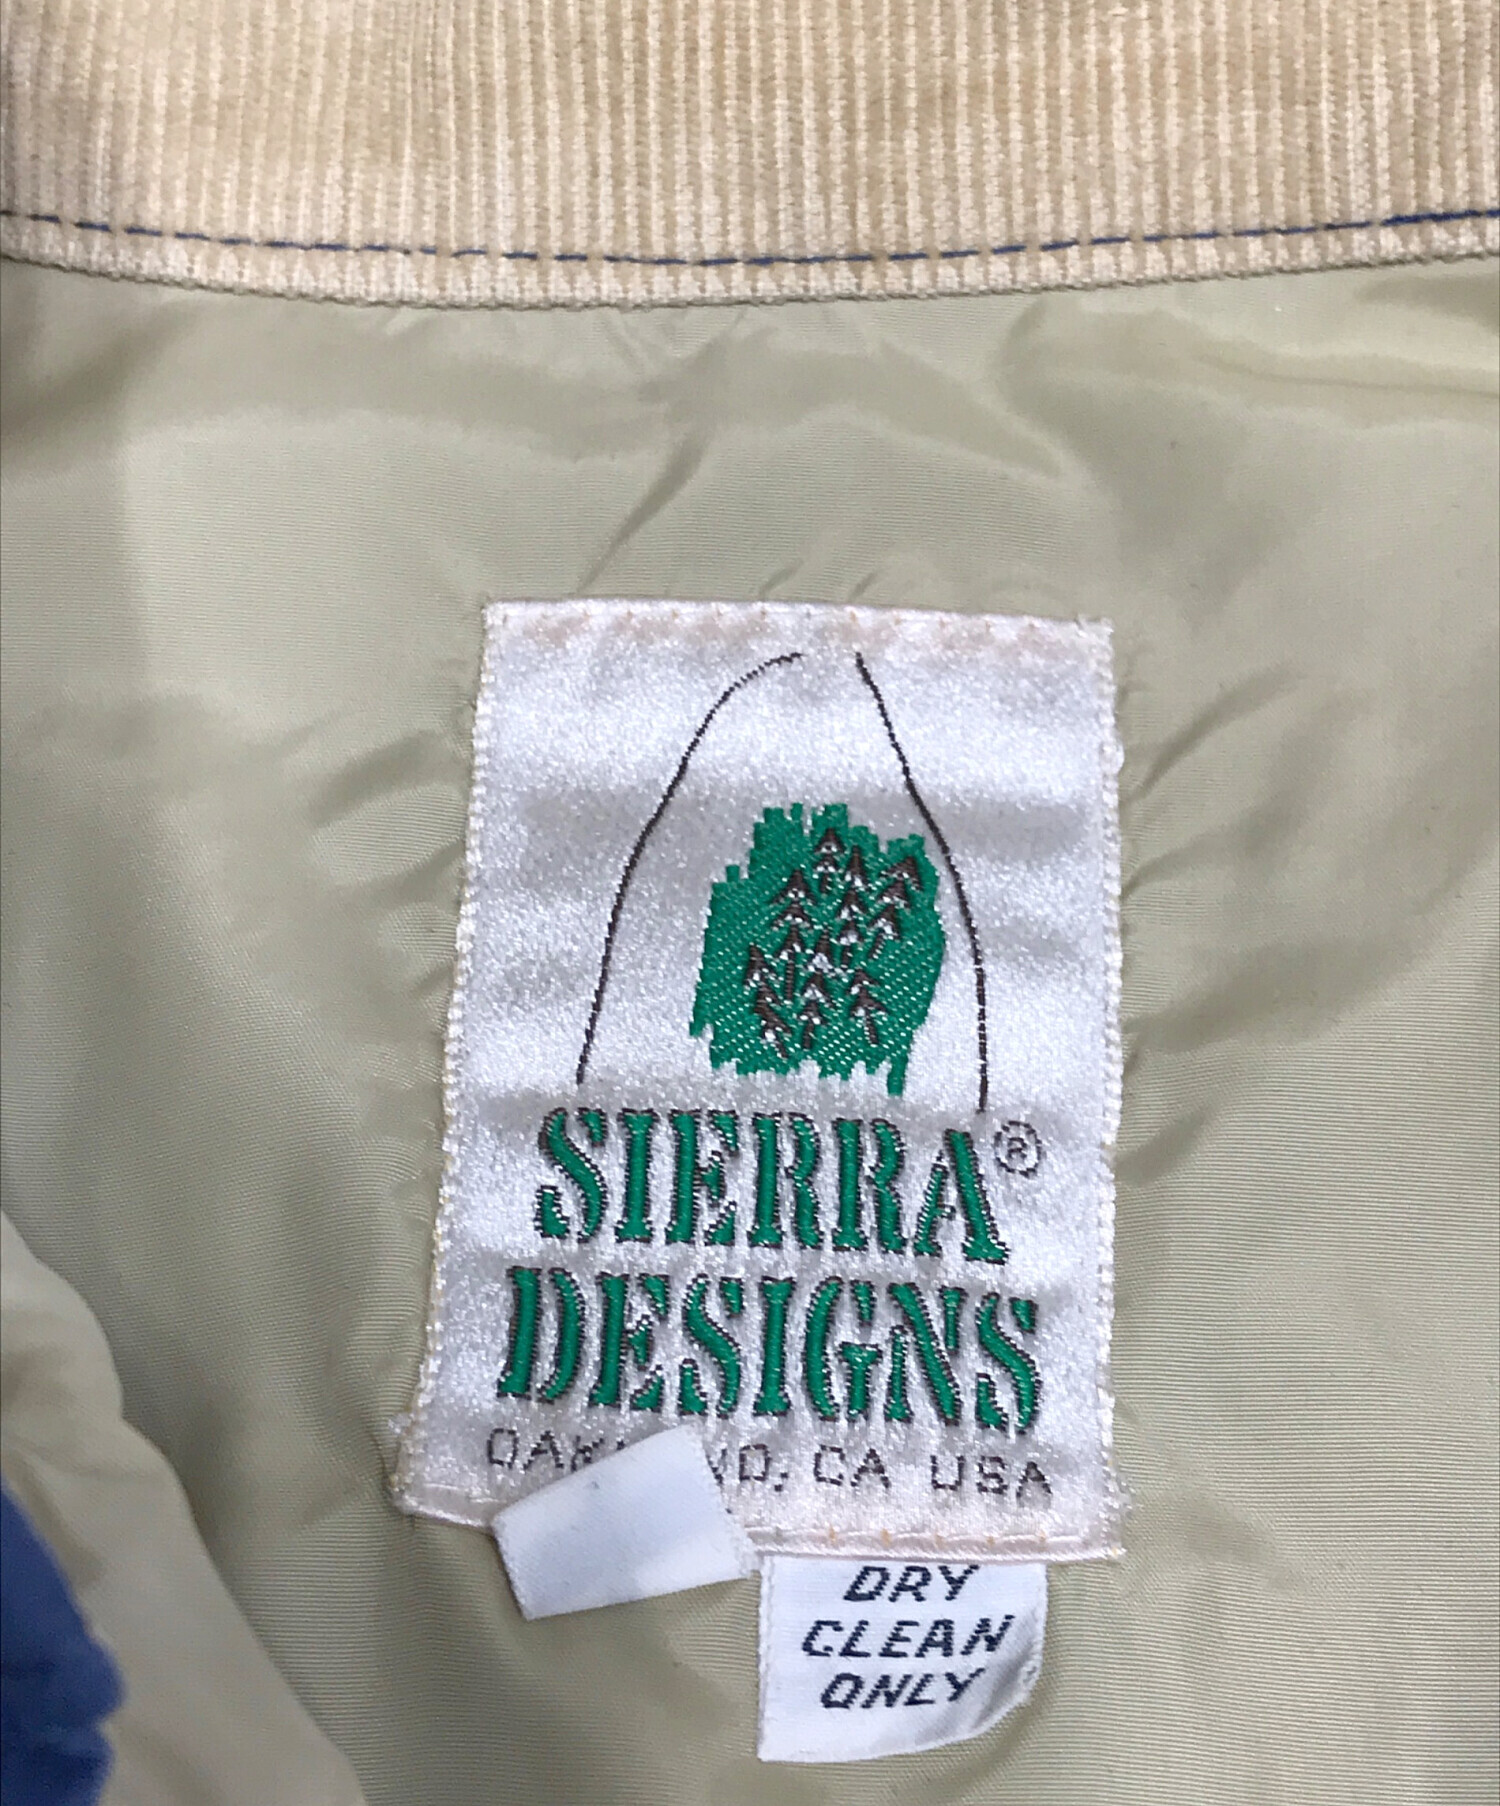 SIERRA®
DESIGNS
CA USA
DRY
CLEAN
ONLY